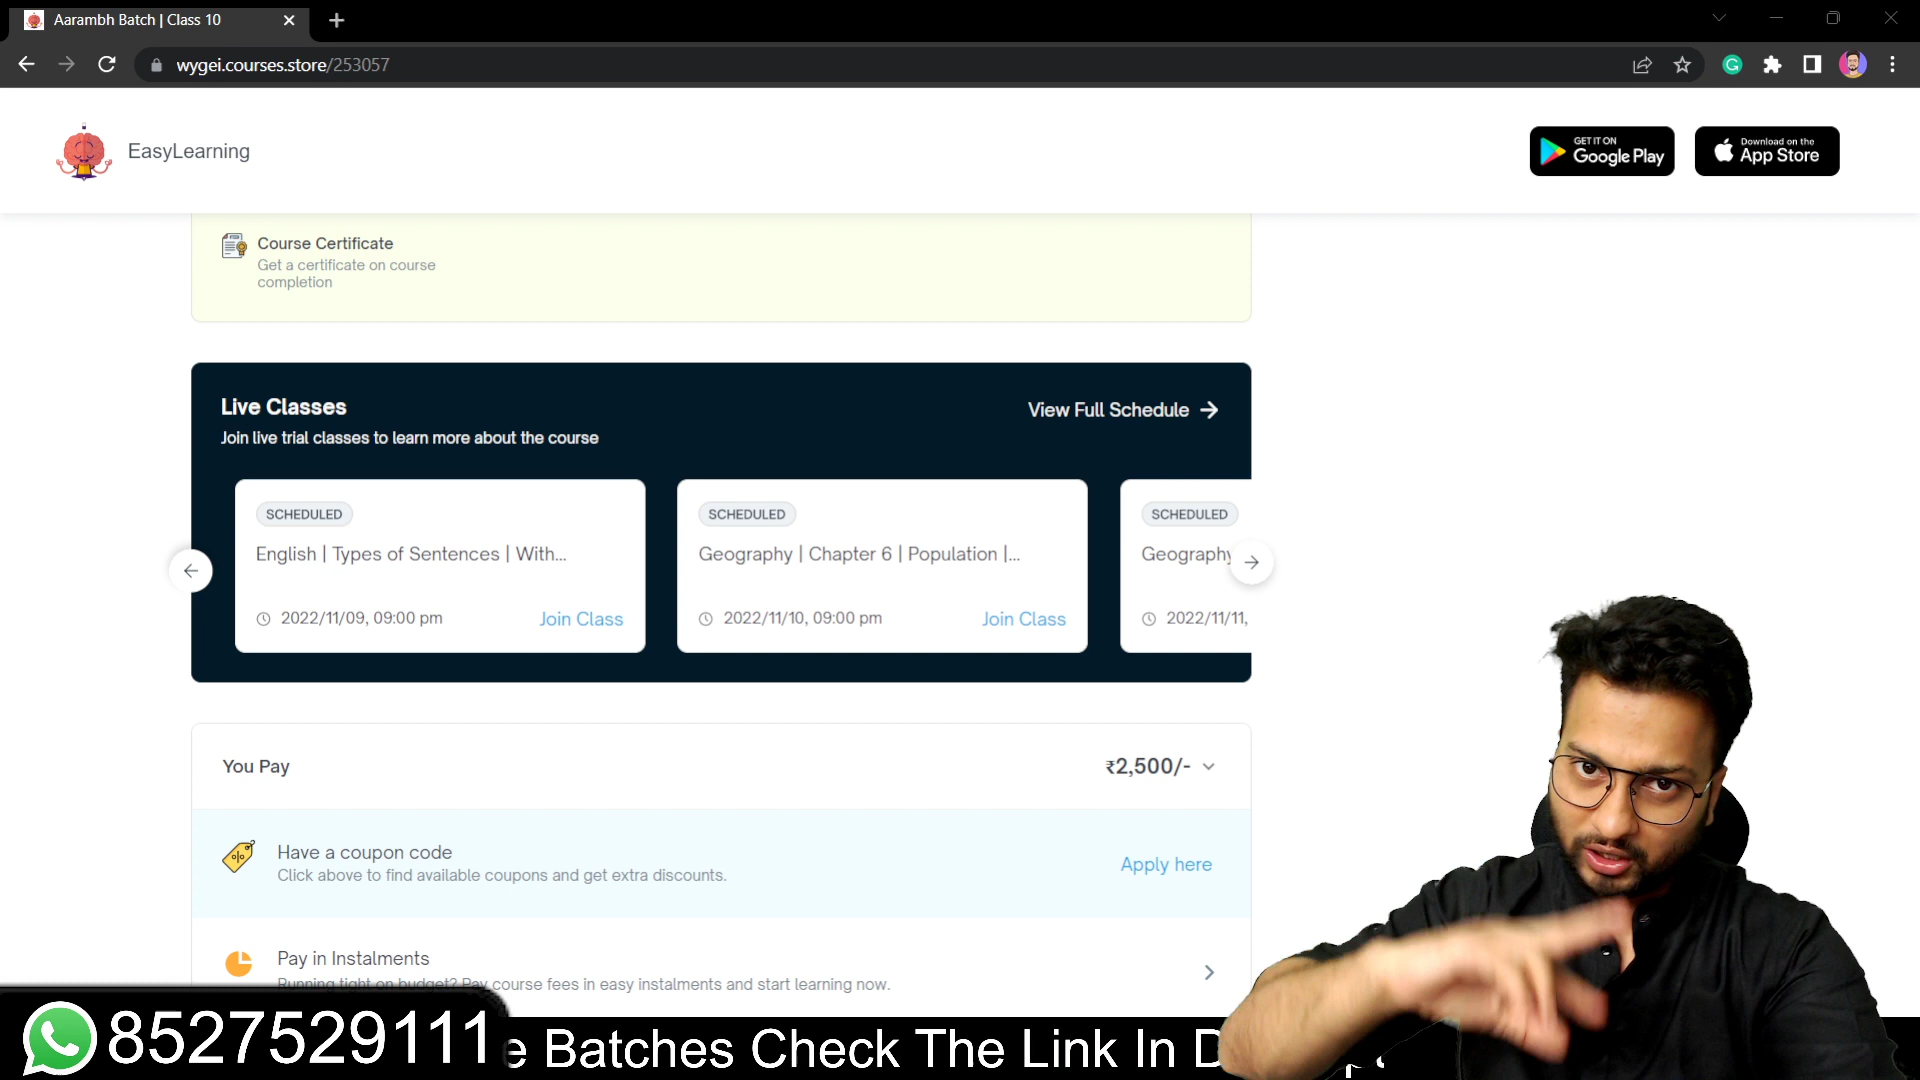 Aarambh Batch | Class 10
wygei.courses.store/253057
EasyLearning
GET IT ON
Google Play
Download on the
App Store
Course Certificate
Get a certificate on course
completion
Live Classes
Join live trial classes to learn more about the course
View Full Schedule
SCHEDULED
English | Types of Sentences | With...
2022/11/09, 09:00 pm
Join Class
SCHEDULED
Geography | Chapter 6 | Population |...
2022/11/10, 09:00 pm
Join Class
SCHEDULED
Geography
2022/11/11,
You Pay
₹2,500/-
Have a coupon code
Click above to find available coupons and get extra discounts.
Apply here
Pay in Instalments
Running tight on budget? Pay course fees in easy instalments and start learning now.
8527529111
e Batches Check The Link In D